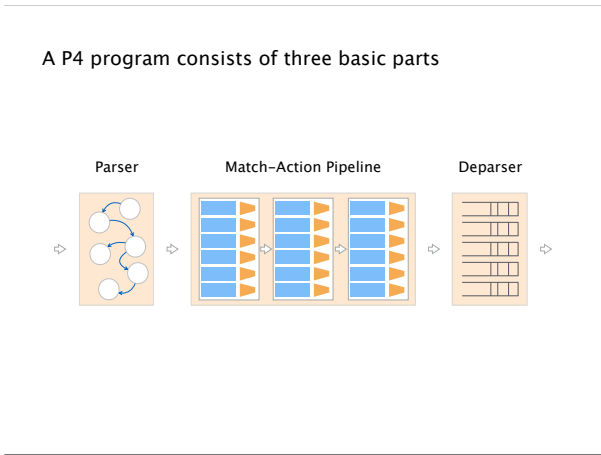 A P4 program consists of three basic parts
Parser
Match–Action Pipeline
Deparser